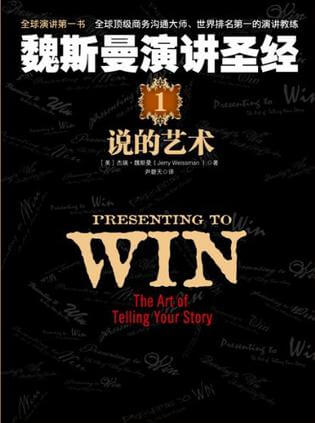 全球演讲第一书 全球顶级商务沟通大师、世界排名第一的演讲教练
魏斯曼演讲圣经
1
说的艺术
[美]杰瑞·魏斯曼(Jerry Weissman)著
尹碧天 译
PRESENTING TO
WIN
The Art of
Telling Your Story